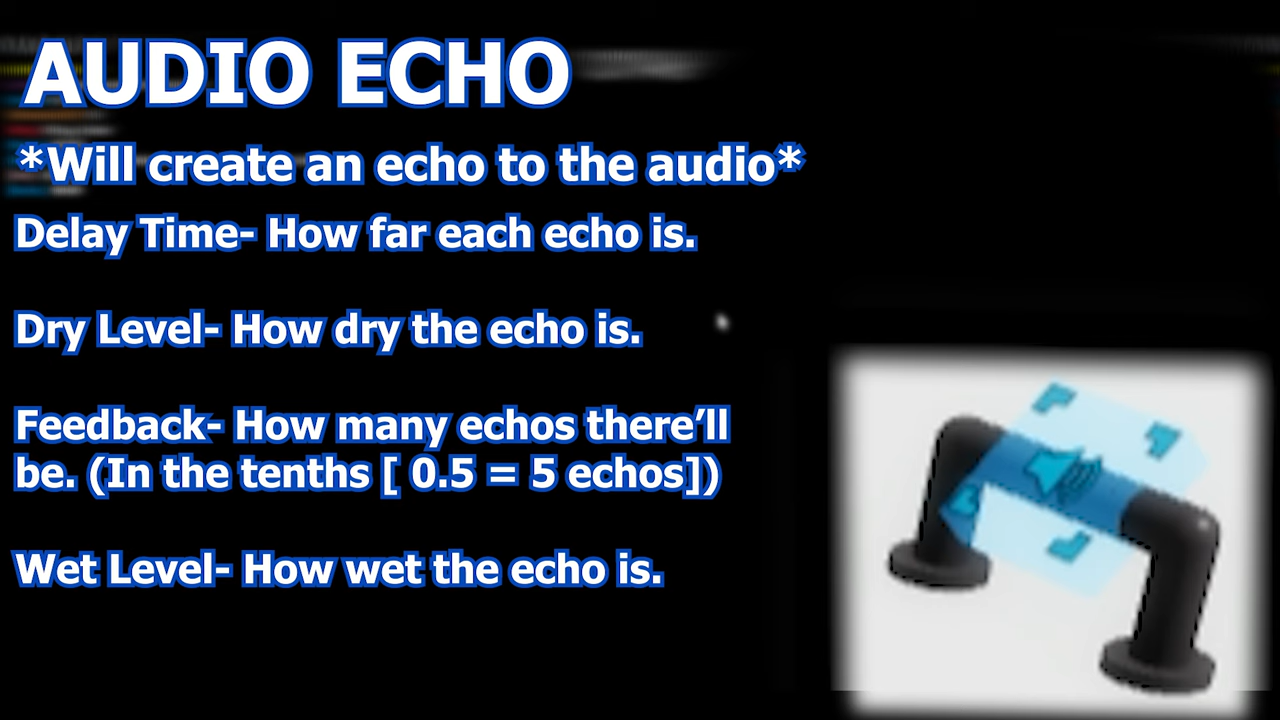 AUDIO ECHO
*Will create an echo to the audio*
Delay Time- How far each echo is.
Dry Level- How dry the echo is.
Feedback- How many echos there’ll
be. (In the tenths [ 0.5 = 5 echos])
Wet Level- How wet the echo is.